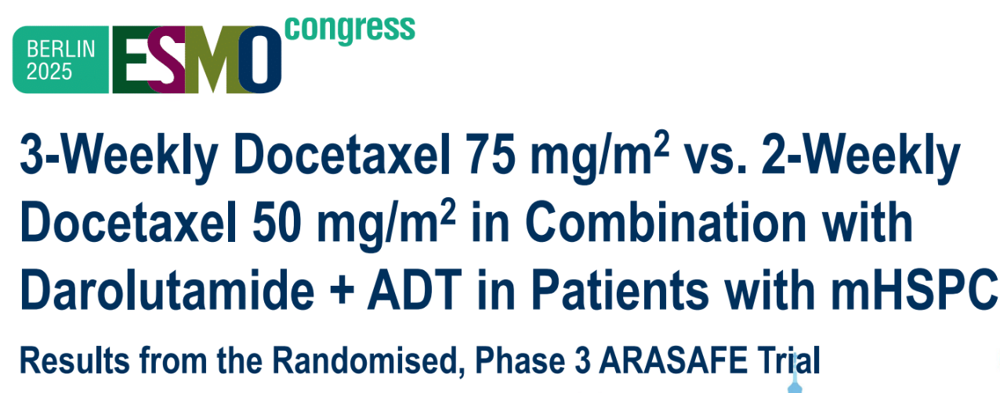 BERLIN
2025
ESMO congress
3-Weekly Docetaxel 75 mg/m² vs. 2-Weekly
Docetaxel 50 mg/m² in Combination with
Darolutamide + ADT in Patients with mHSPC
Results from the Randomised, Phase 3 ARASAFE Trial